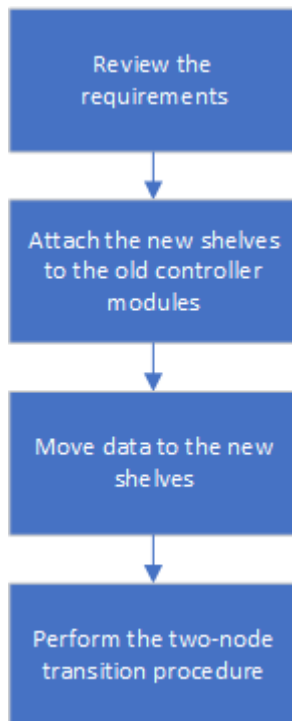 Review the
requirements
Attach the new shelves
to the old controller
modules
Move data to the new
shelves
Perform the two-node
transition procedure